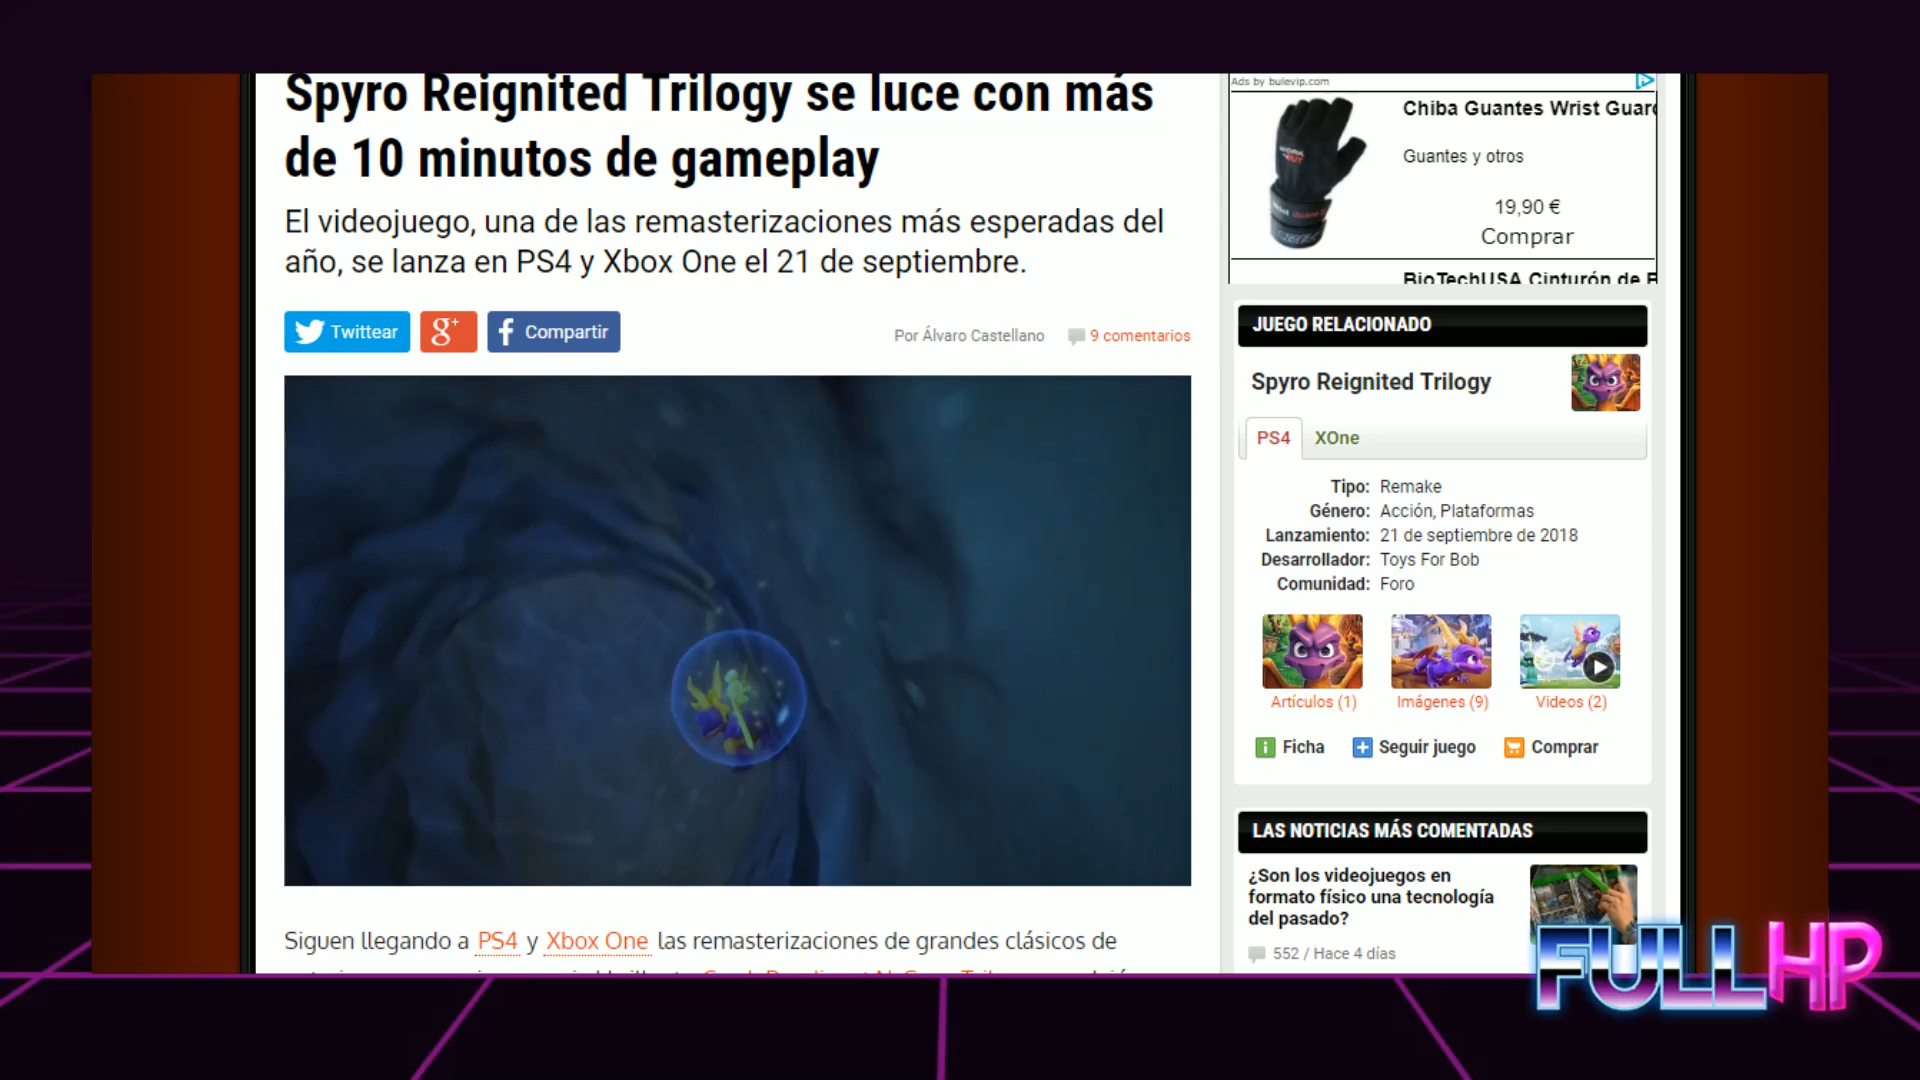 Spyro Reignited Trilogy se luce con más
de 10 minutos de gameplay
El videojuego, una de las remasterizaciones más esperadas del
año, se lanza en PS4 y Xbox One el 21 de septiembre.
Twittear
g+
Compartir
Por Álvaro Castellano
9 comentarios
Siguen llegando a PS4 y Xbox One las remasterizaciones de grandes clásicos de
Ads by bulevip.com
Chiba Guantes Wrist Guar
Guantes y otros
19,90 €
Comprar
BioTechUSA Cinturón de
JUEGO RELACIONADO
Spyro Reignited Trilogy
PS4 XOne
Tipo: Remake
Género: Acción, Plataformas
Lanzamiento: 21 de septiembre de 2018
Desarrollador: Toys For Bob
Comunidad: Foro
Artículos (1) Imágenes (9) Videos (2)
Ficha Seguir juego Comprar
LAS NOTICIAS MÁS COMENTADAS
¿Son los videojuegos en
formato físico una tecnología
del pasado?
552 / Hace 4 días
FULL HP